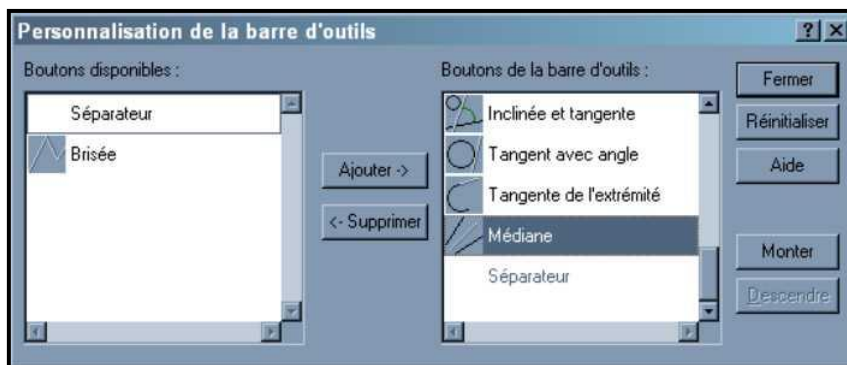 Personnalisation de la barre d'outils
Boutons disponibles :
Séparateur
Brisée
Ajouter ->
<- Supprimer
Boutons de la barre d'outils :
Inclinée et tangente
Tangent avec angle
Tangente de l'extrémité
Médiane
Séparateur
Fermer
Réinitialiser
Aide
Monter
Descendre